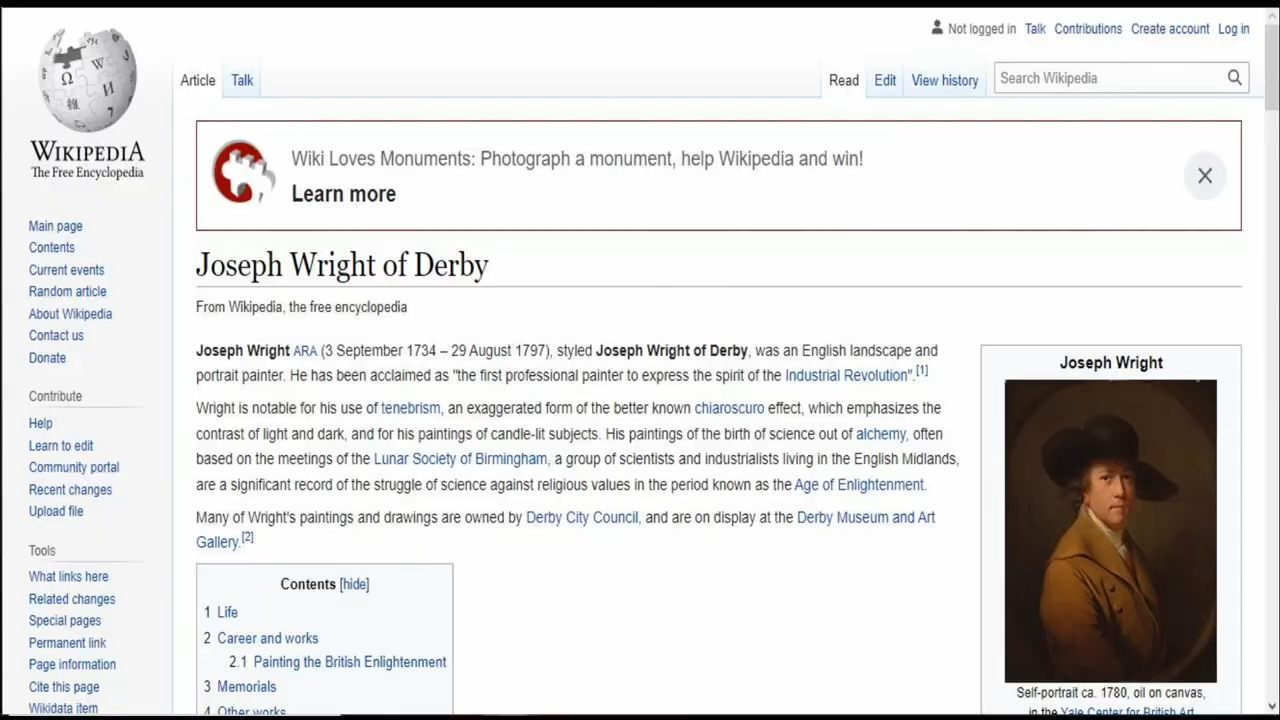 Not logged in Talk Contributions Create account Log in
Article Talk Read Edit View history Search Wikipedia
WIKIPEDIA
The Free Encyclopedia
Main page
Contents
Current events
Random article
About Wikipedia
Contact us
Donate
Contribute
Help
Learn to edit
Community portal
Recent changes
Upload file
Tools
What links here
Related changes
Special pages
Permanent link
Page information
Cite this page
Wikidata item
Wiki Loves Monuments: Photograph a monument, help Wikipedia and win!
Learn more
Joseph Wright of Derby
From Wikipedia, the free encyclopedia
Joseph Wright ARA (3 September 1734 – 29 August 1797), styled Joseph Wright of Derby, was an English landscape and
portrait painter. He has been acclaimed as "the first professional painter to express the spirit of the Industrial Revolution".[1]
Wright is notable for his use of tenebrism, an exaggerated form of the better known chiaroscuro effect, which emphasizes the
contrast of light and dark, and for his paintings of candle-lit subjects. His paintings of the birth of science out of alchemy, often
based on the meetings of the Lunar Society of Birmingham, a group of scientists and industrialists living in the English Midlands,
are a significant record of the struggle of science against religious values in the period known as the Age of Enlightenment.
Many of Wright's paintings and drawings are owned by Derby City Council, and are on display at the Derby Museum and Art
Gallery.[2]
Contents [hide]
1 Life
2 Career and works
2.1 Painting the British Enlightenment
3 Memorials
4 Other works
Joseph Wright
Self-portrait ca. 1780, oil on canvas,
in the Yale Center for British Art